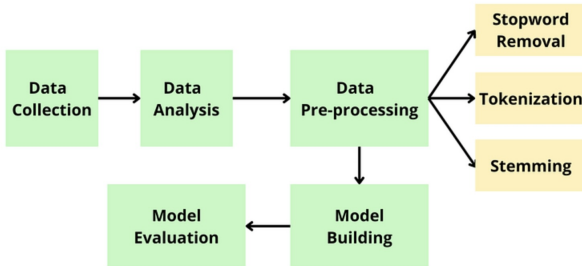 Data
Collection
Data
Analysis
Data
Pre-processing
Stopword
Removal
Tokenization
Stemming
Model
Evaluation
Model
Building